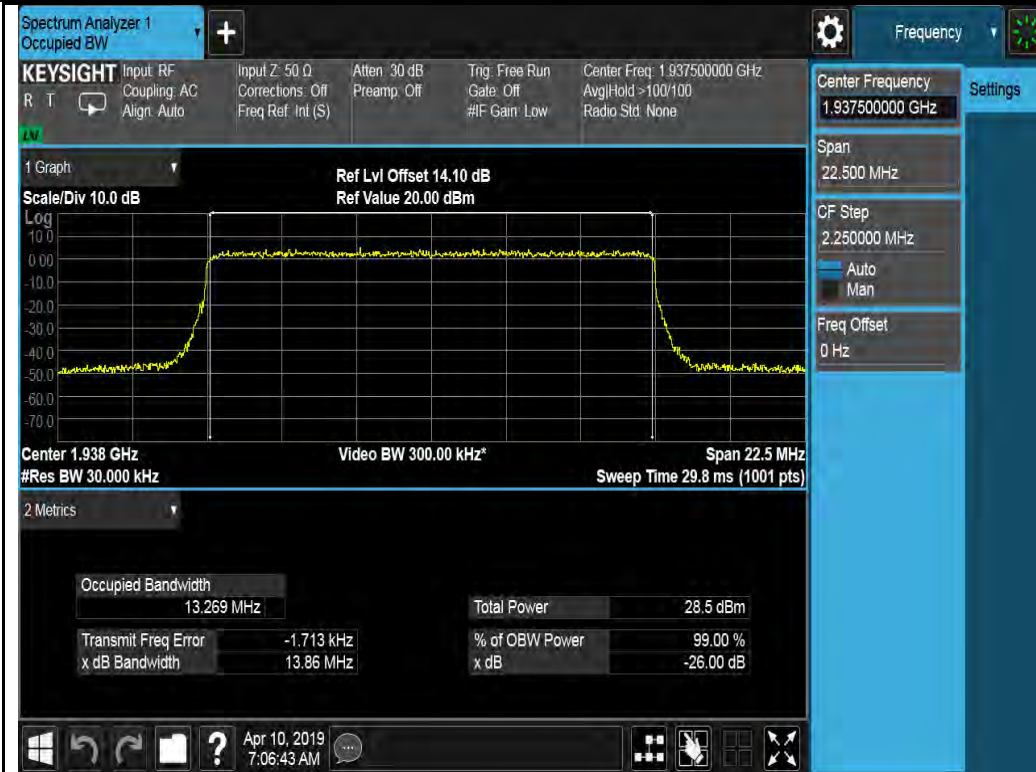 Spectrum Analyzer 1
Occupied BW
+
Frequency
KEYSIGHT
R T
LW
Input: RF
Coupling: AC
Align: Auto
Input Z: 50 Ω
Corrections: Off
Freq Ref: Int (S)
Atten: 30 dB
Preamp: Off
Trig: Free Run
Gate: Off
#IF Gain: Low
Center Freq: 1.937500000 GHz
Avg|Hold >100/100
Radio Std: None
Center Frequency
1.937500000 GHz
Settings
Span
22.500 MHz
CF Step
2.250000 MHz
Auto
Man
Freq Offset
0 Hz
1 Graph
Scale/Div 10.0 dB
Ref Lvl Offset 14.10 dB
Ref Value 20.00 dBm
Log
10.0
0.00
-10.0
-20.0
-30.0
-40.0
-50.0
-60.0
-70.0
Center 1.938 GHz
#Res BW 30.000 kHz
Video BW 300.00 kHz*
Span 22.5 MHz
Sweep Time 29.8 ms (1001 pts)
2 Metrics
Occupied Bandwidth
13.269 MHz
Transmit Freq Error -1.713 kHz
x dB Bandwidth 13.86 MHz
Total Power 28.5 dBm
% of OBW Power 99.00 %
x dB -26.00 dB
?
Apr 10, 2019
7:06:43 AM